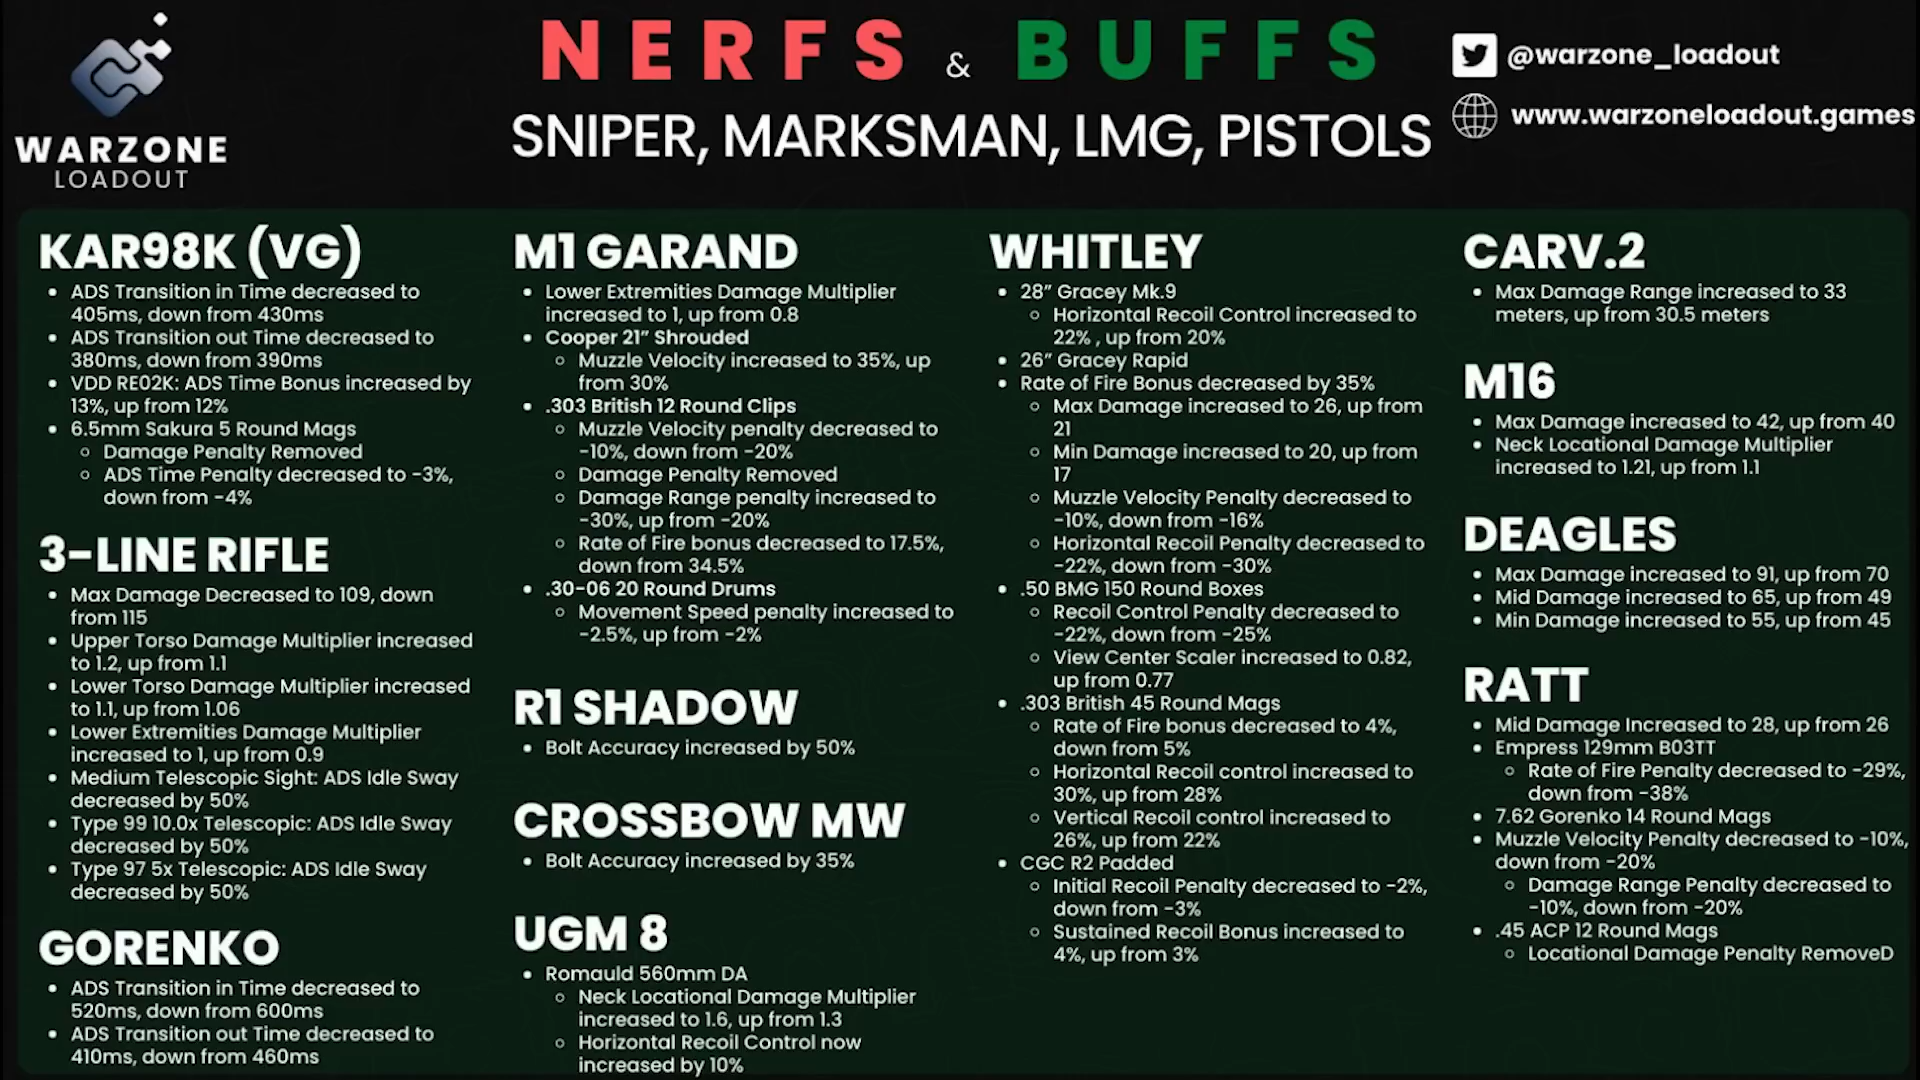 WARZONE
LOADOUT
NERFS & BUFFS
SNIPER, MARKSMAN, LMG, PISTOLS
@warzone_loadout
www.warzoneloadout.games
KAR98K (VG)
• ADS Transition in Time decreased to
405ms, down from 430ms
• ADS Transition out Time decreased to
380ms, down from 390ms
• VDD RE02K: ADS Time Bonus increased by
13%, up from 12%
• 6.5mm Sakura 5 Round Mags
○ Damage Penalty Removed
○ ADS Time Penalty decreased to -3%,
down from -4%
3-LINE RIFLE
• Max Damage Decreased to 109, down
from 115
• Upper Torso Damage Multiplier increased
to 1.2, up from 1.1
• Lower Torso Damage Multiplier increased
to 1.1, up from 1.06
• Lower Extremities Damage Multiplier
increased to 1, up from 0.9
• Medium Telescopic Sight: ADS Idle Sway
decreased by 50%
• Type 99 10.0x Telescopic: ADS Idle Sway
decreased by 50%
• Type 97 5x Telescopic: ADS Idle Sway
decreased by 50%
GORENKO
• ADS Transition in Time decreased to
520ms, down from 600ms
• ADS Transition out Time decreased to
410ms, down from 460ms
M1 GARAND
• Lower Extremities Damage Multiplier
increased to 1, up from 0.8
• Cooper 21” Shrouded
○ Muzzle Velocity increased to 35%, up
from 30%
• .303 British 12 Round Clips
○ Muzzle Velocity penalty decreased to
-10%, down from -20%
○ Damage Penalty Removed
○ Damage Range penalty increased to
-30%, up from -20%
○ Rate of Fire bonus decreased to 17.5%,
down from 34.5%
• .30-06 20 Round Drums
○ Movement Speed penalty increased to
-2.5%, up from -2%
R1 SHADOW
• Bolt Accuracy increased by 50%
CROSSBOW MW
• Bolt Accuracy increased by 35%
UGM 8
• Romauld 560mm DA
○ Neck Locational Damage Multiplier
increased to 1.6, up from 1.3
○ Horizontal Recoil Control now
increased by 10%
WHITLEY
• 28” Gracey Mk.9
○ Horizontal Recoil Control increased to
22% , up from 20%
• 26” Gracey Rapid
• Rate of Fire Bonus decreased by 35%
○ Max Damage increased to 26, up from
21
○ Min Damage increased to 20, up from
17
○ Muzzle Velocity Penalty decreased to
-10%, down from -16%
○ Horizontal Recoil Penalty decreased to
-22%, down from -30%
• .50 BMG 150 Round Boxes
○ Recoil Control Penalty decreased to
-22%, down from -25%
○ View Center Scaler increased to 0.82,
up from 0.77
• .303 British 45 Round Mags
○ Rate of Fire bonus decreased to 4%,
down from 5%
○ Horizontal Recoil control increased to
30%, up from 28%
○ Vertical Recoil control increased to
26%, up from 22%
• CGC R2 Padded
○ Initial Recoil Penalty decreased to -2%,
down from -3%
○ Sustained Recoil Bonus increased to
4%, up from 3%
CARV.2
• Max Damage Range increased to 33
meters, up from 30.5 meters
M16
• Max Damage increased to 42, up from 40
• Neck Locational Damage Multiplier
increased to 1.21, up from 1.1
DEAGLES
• Max Damage increased to 91, up from 70
• Mid Damage increased to 65, up from 49
• Min Damage increased to 55, up from 45
RATT
• Mid Damage Increased to 28, up from 26
• Empress 129mm B03TT
○ Rate of Fire Penalty decreased to -29%,
down from -38%
• 7.62 Gorenko 14 Round Mags
• Muzzle Velocity Penalty decreased to -10%,
down from -20%
○ Damage Range Penalty decreased to
-10%, down from -20%
• .45 ACP 12 Round Mags
○ Locational Damage Penalty RemoveD